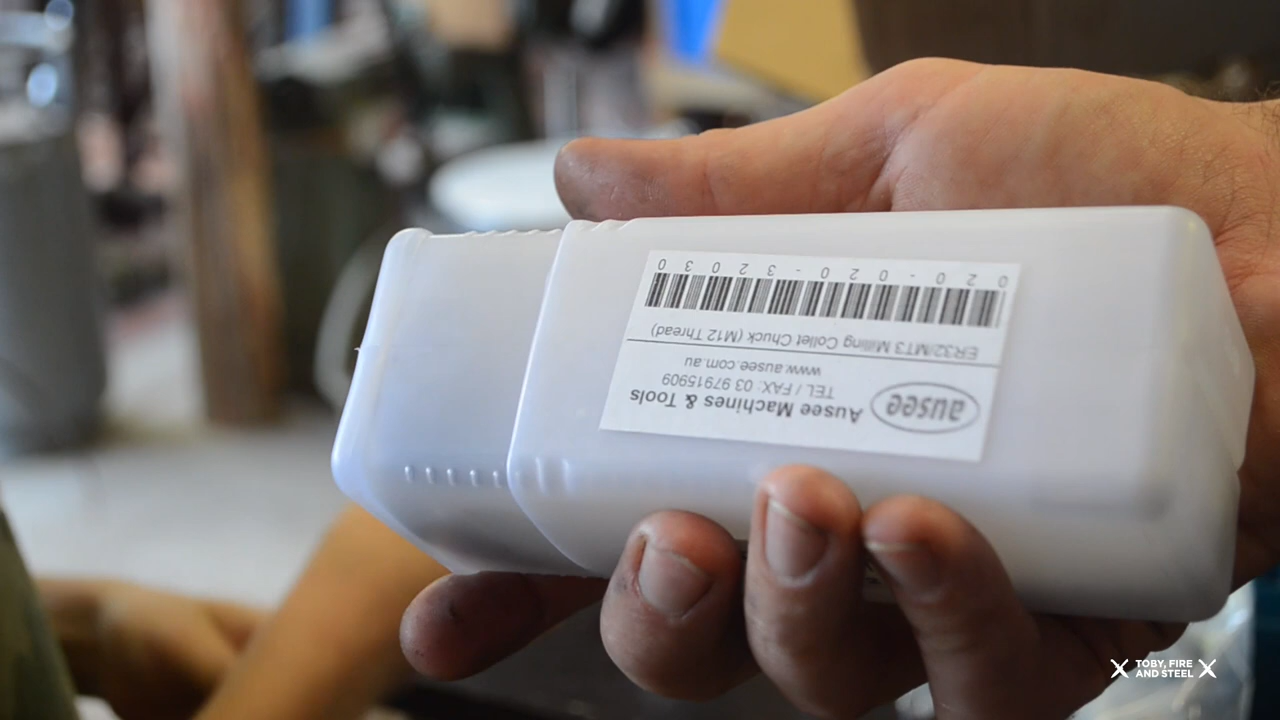 ausee
Ausee Machines & Tools
TEL / FAX: 03 97915909
www.ausee.com.au
ER32/MT3 Milling Collet Chuck (M12 Thread)
0 2 0 - 0 2 0 - 3 2 0 3 0
TOBY, FIRE
AND STEEL